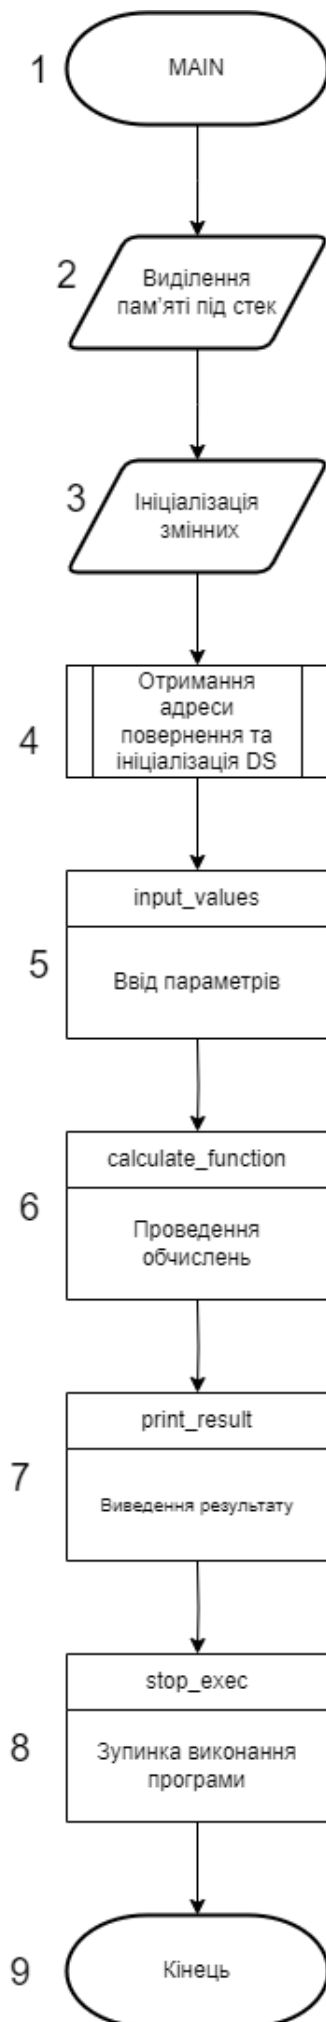 1
MAIN
2
Виділення
пам'яті під стек
3
Ініціалізація
змінних
4
Отримання
адреси
повернення та
ініціалізація DS
input_values
5
Ввід параметрів
calculate_function
6
Проведення
обчислень
print_result
7
Виведення результату
stop_exec
8
Зупинка виконання
програми
9
Кінець